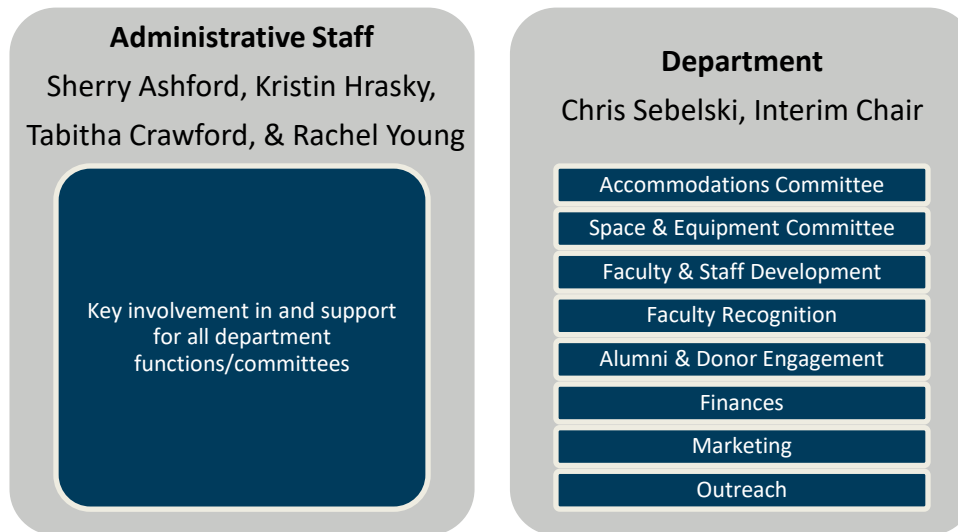 Administrative Staff
Sherry Ashford, Kristin Hrasky,
Tabitha Crawford, & Rachel Young
Key involvement in and support
for all department
functions/committees
Department
Chris Sebelski, Interim Chair
Accommodations Committee
Space & Equipment Committee
Faculty & Staff Development
Faculty Recognition
Alumni & Donor Engagement
Finances
Marketing
Outreach